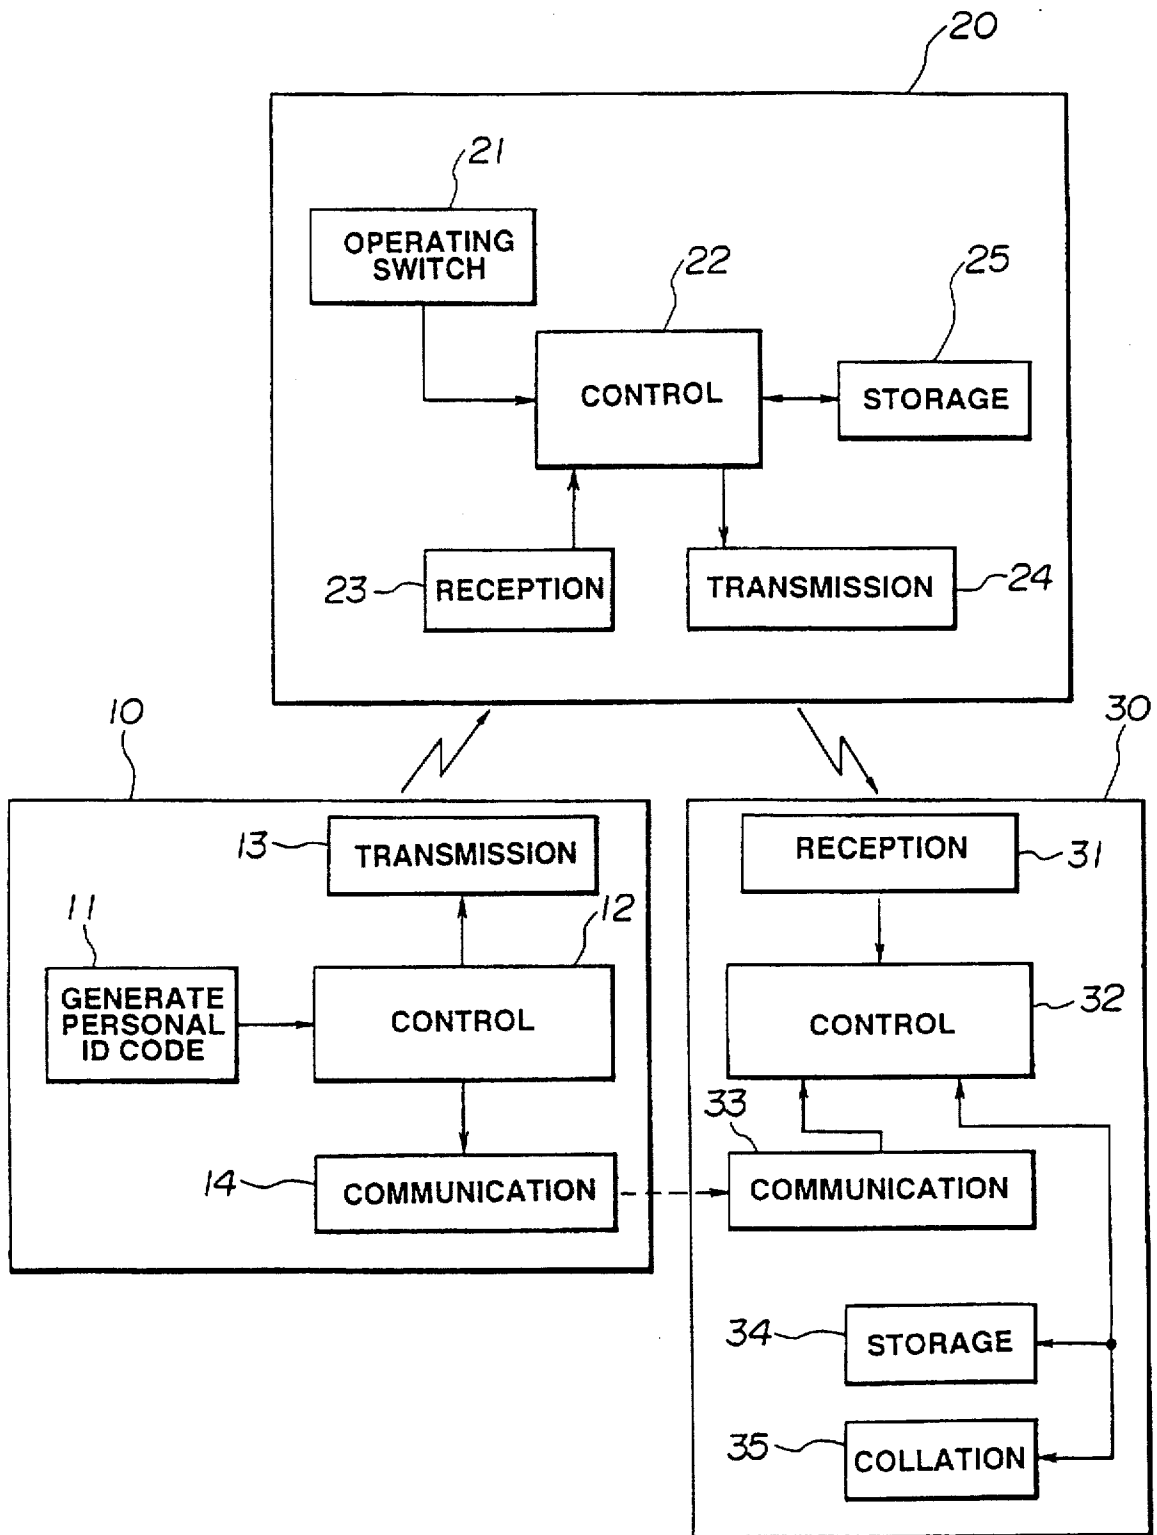 20
21
OPERATING
SWITCH
22
25
CONTROL
STORAGE
23
RECEPTION
TRANSMISSION
24
10
30
13
TRANSMISSION
RECEPTION
31
11
12
GENERATE
PERSONAL
ID CODE
CONTROL
CONTROL
32
33
14
COMMUNICATION
COMMUNICATION
34
STORAGE
35
COLLATION